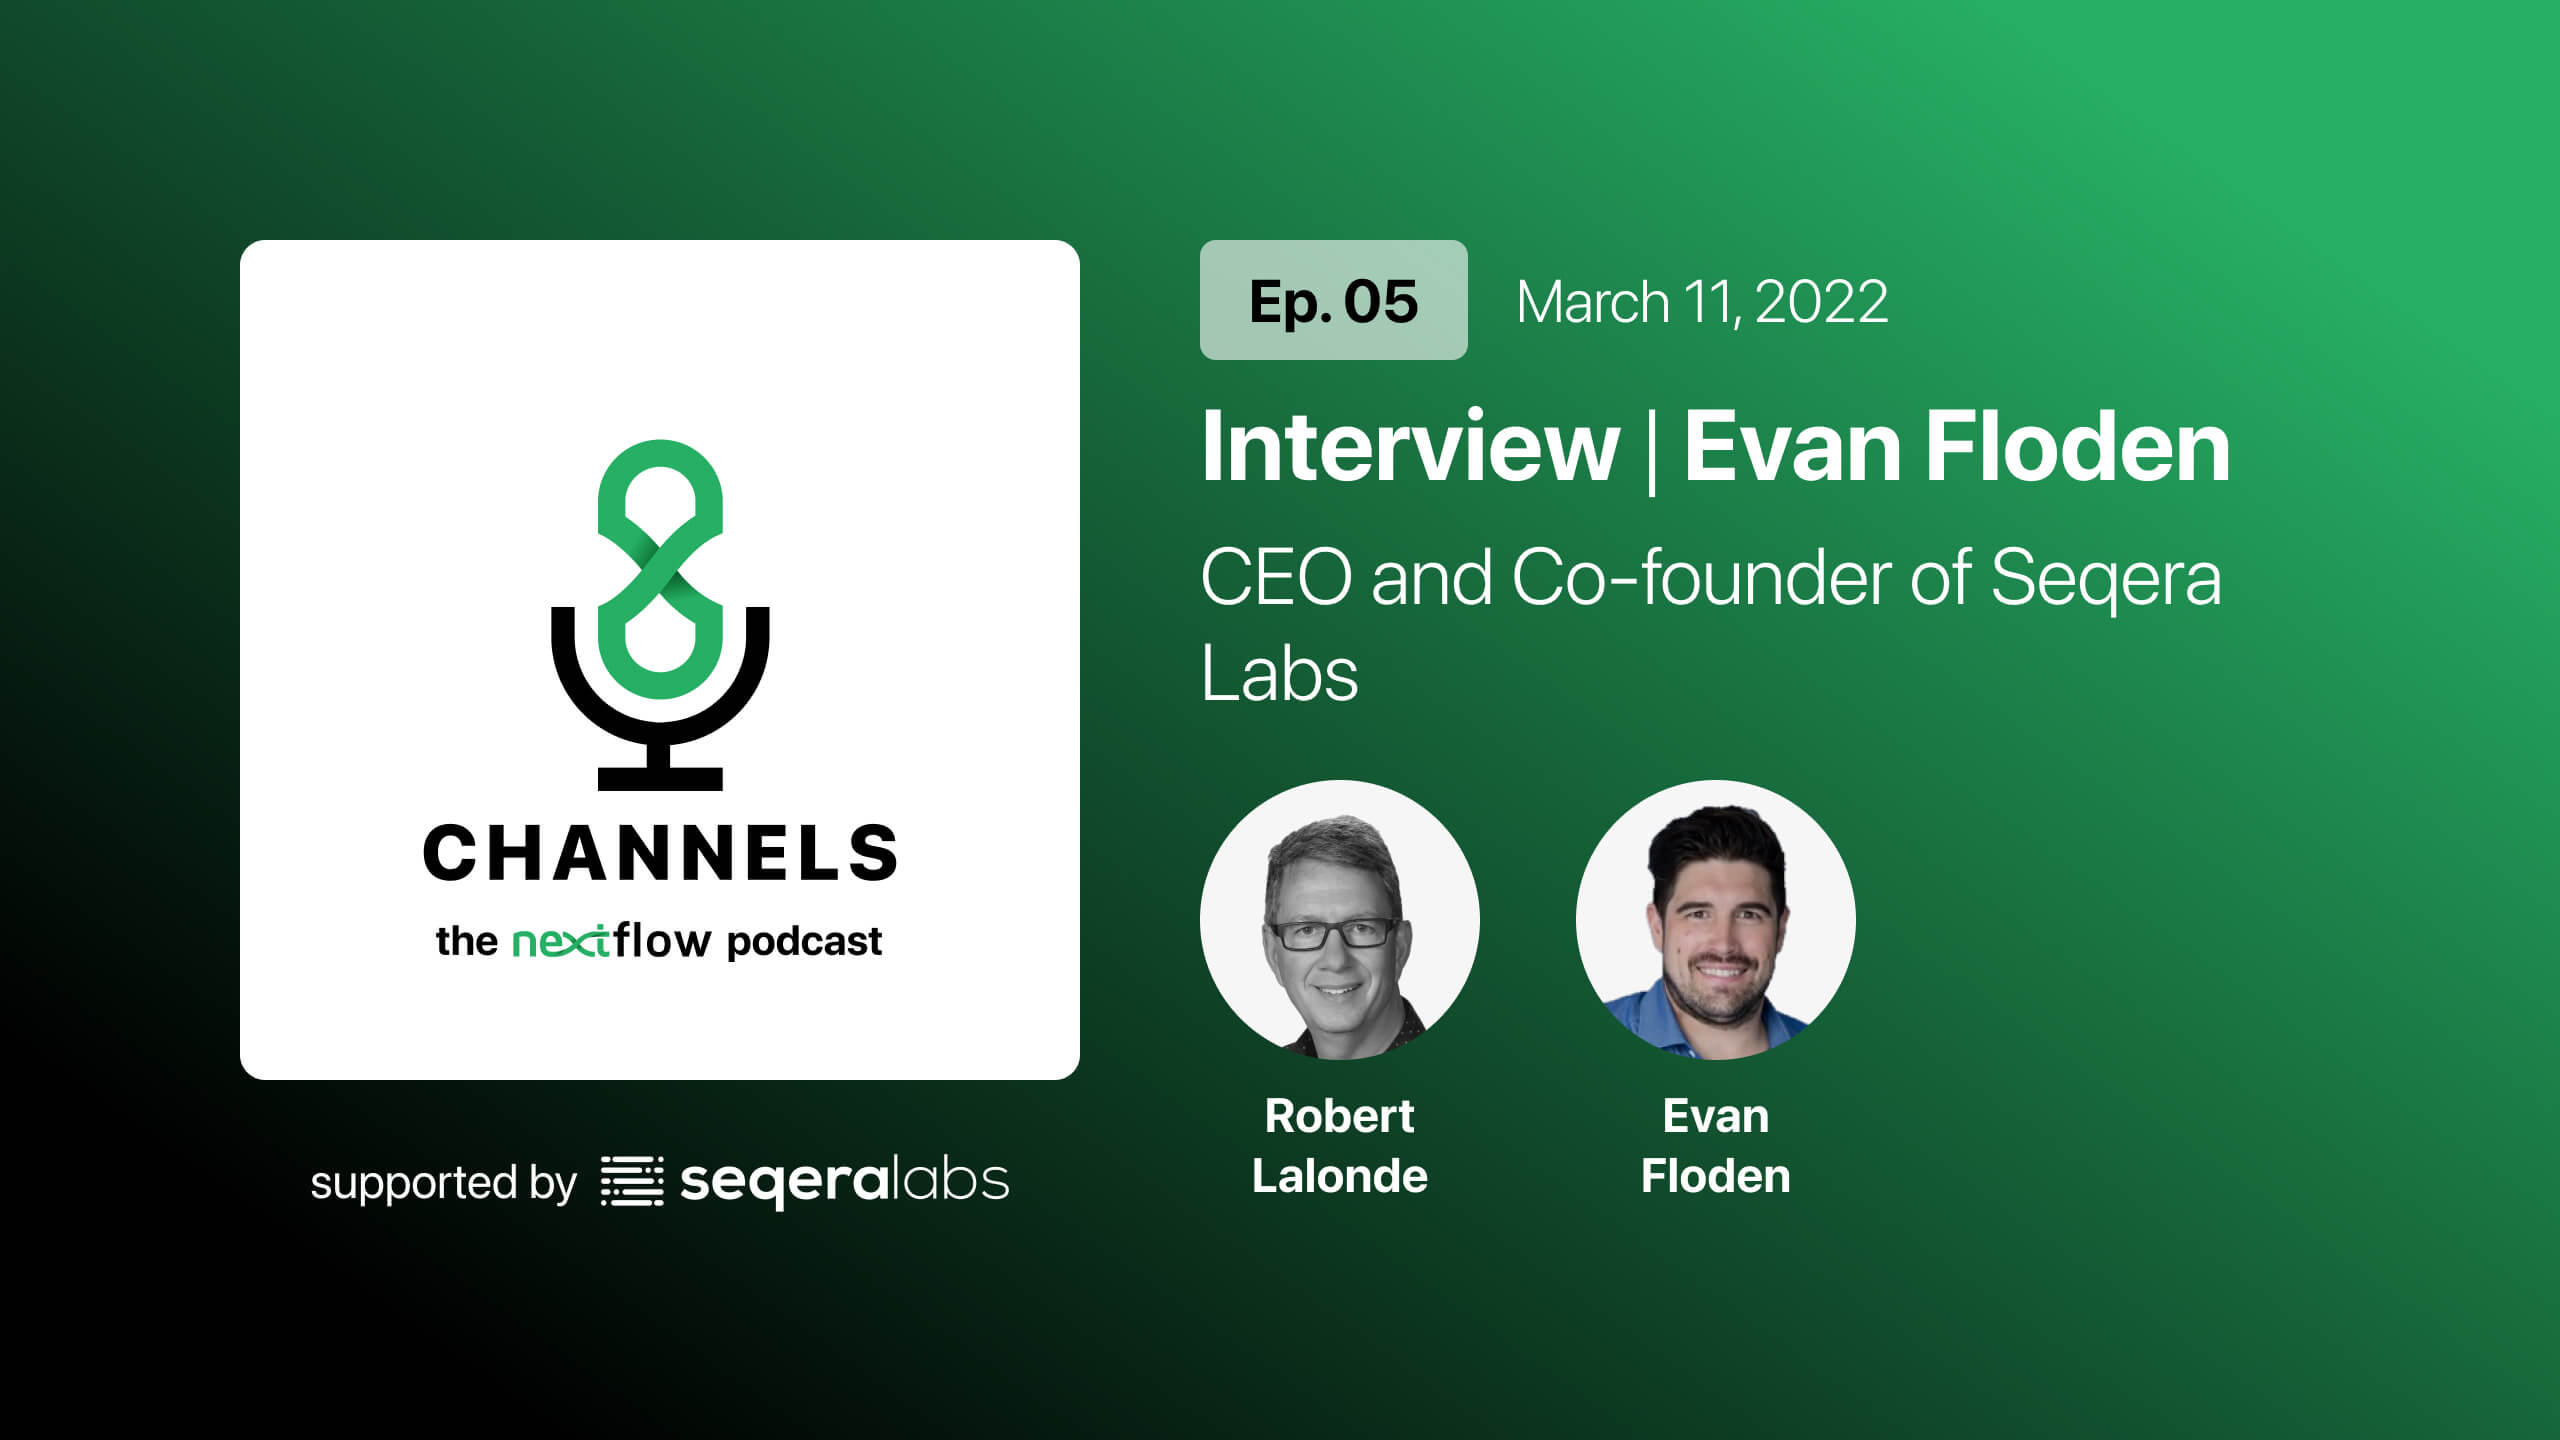 CHANNELS
the nextflow podcast
supported by seqeralabs
Ep. 05
March 11, 2022
Interview | Evan Floden
CEO and Co-founder of Seqera
Labs
Robert
Lalonde
Evan
Floden